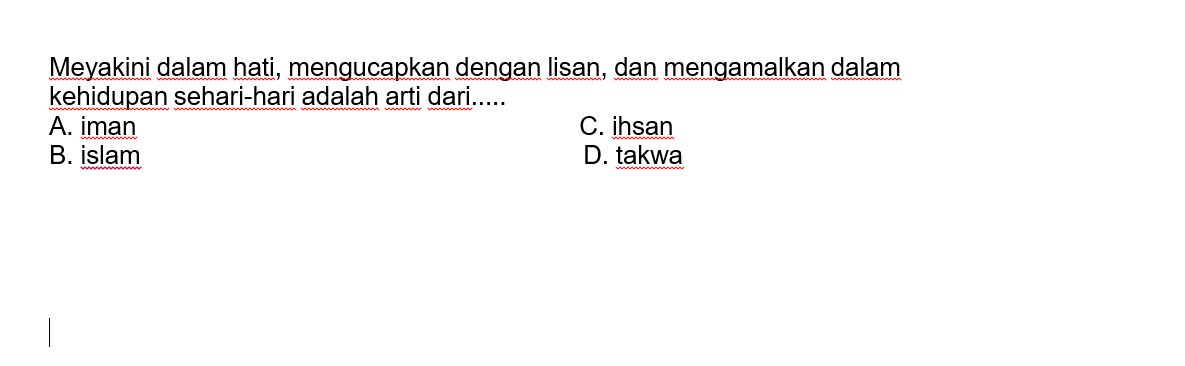 Meyakini dalam hati, mengucapkan dengan lisan, dan mengamalkan dalam
kehidupan sehari-hari adalah arti dari.....
A. iman C. ihsan
B. islam D. takwa